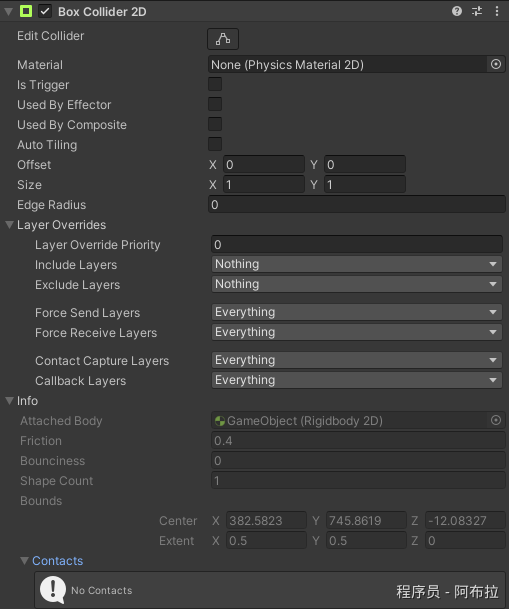 Box Collider 2D
Edit Collider
Material None (Physics Material 2D)
Is Trigger
Used By Effector
Used By Composite
Auto Tiling
Offset X 0 Y 0
Size X 1 Y 1
Edge Radius 0
Layer Overrides
Layer Override Priority 0
Include Layers Nothing
Exclude Layers Nothing
Force Send Layers Everything
Force Receive Layers Everything
Contact Capture Layers Everything
Callback Layers Everything
Info
Attached Body GameObject (Rigidbody 2D)
Friction 0.4
Bounciness 0
Shape Count 1
Bounds
Center X 382.5823 Y 745.8619 Z -12.08327
Extent X 0.5 Y 0.5 Z 0
Contacts
No Contacts
程序员 - 阿布拉